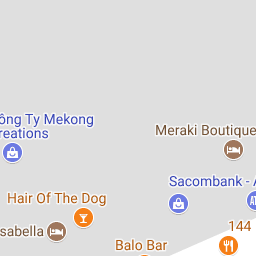 ông Ty Mekong
reations
Meraki Boutique
Sacombank - A
Hair Of The Dog
sabella
144
Balo Bar